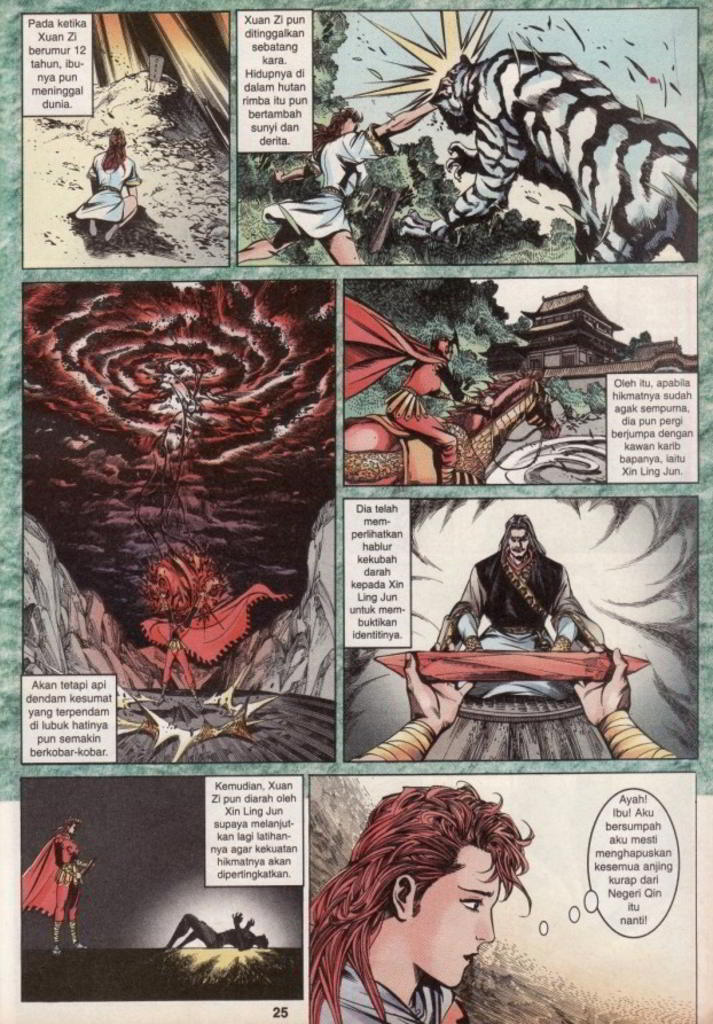 Pada ketika
Xuan Zi
berumur 12
tahun, ibu-
nya pun
meninggal
dunia.
Xuan Zi pun
ditinggalkan
sebatang
kara.
Hidupnya di
dalam hutan
rimba itu pun
bertambah
sunyi dan
derita.
Akan tetapi api
dendam kesumat
yang terpendam
di lubuk hatinya
pun semakin
berkobar-kobar.
Oleh itu, apabila
hikmatnya sudah
agak sempurna,
dia pun pergi
berjumpa dengan
kawan karib
bapanya, iaitu
Xin Ling Jun.
Dia telah
mem-
perlihatkan
hablur
kekubah
darah
kepada Xin
Ling Jun
untuk mem-
buktikan
identitinya.
Kemudian, Xuan
Zi pun diarah oleh
Xin Ling Jun
supaya melanjut-
kan lagi latihan-
nya agar kekuatan
hikmatnya akan
dipertingkatkan.
Ayah!
Ibu! Aku
bersumpah
aku mesti
menghapuskan
kesemua anjing
kurap dari
Negeri Qin
itu
nanti!
25